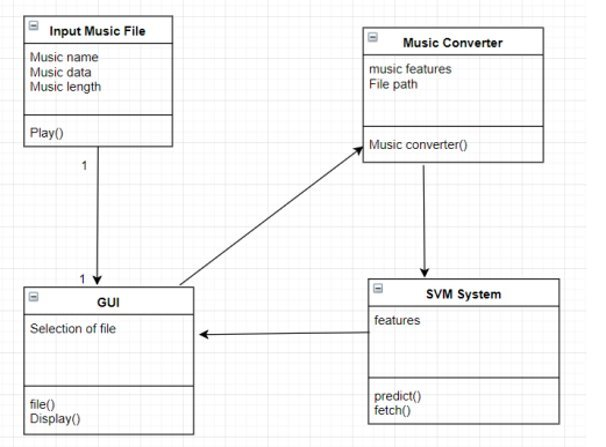 Input Music File
Music name
Music data
Music length
Play()
Music Converter
music features
File path
Music converter()
1
1
GUI
Selection of file
file()
Display()
SVM System
features
predict()
fetch()